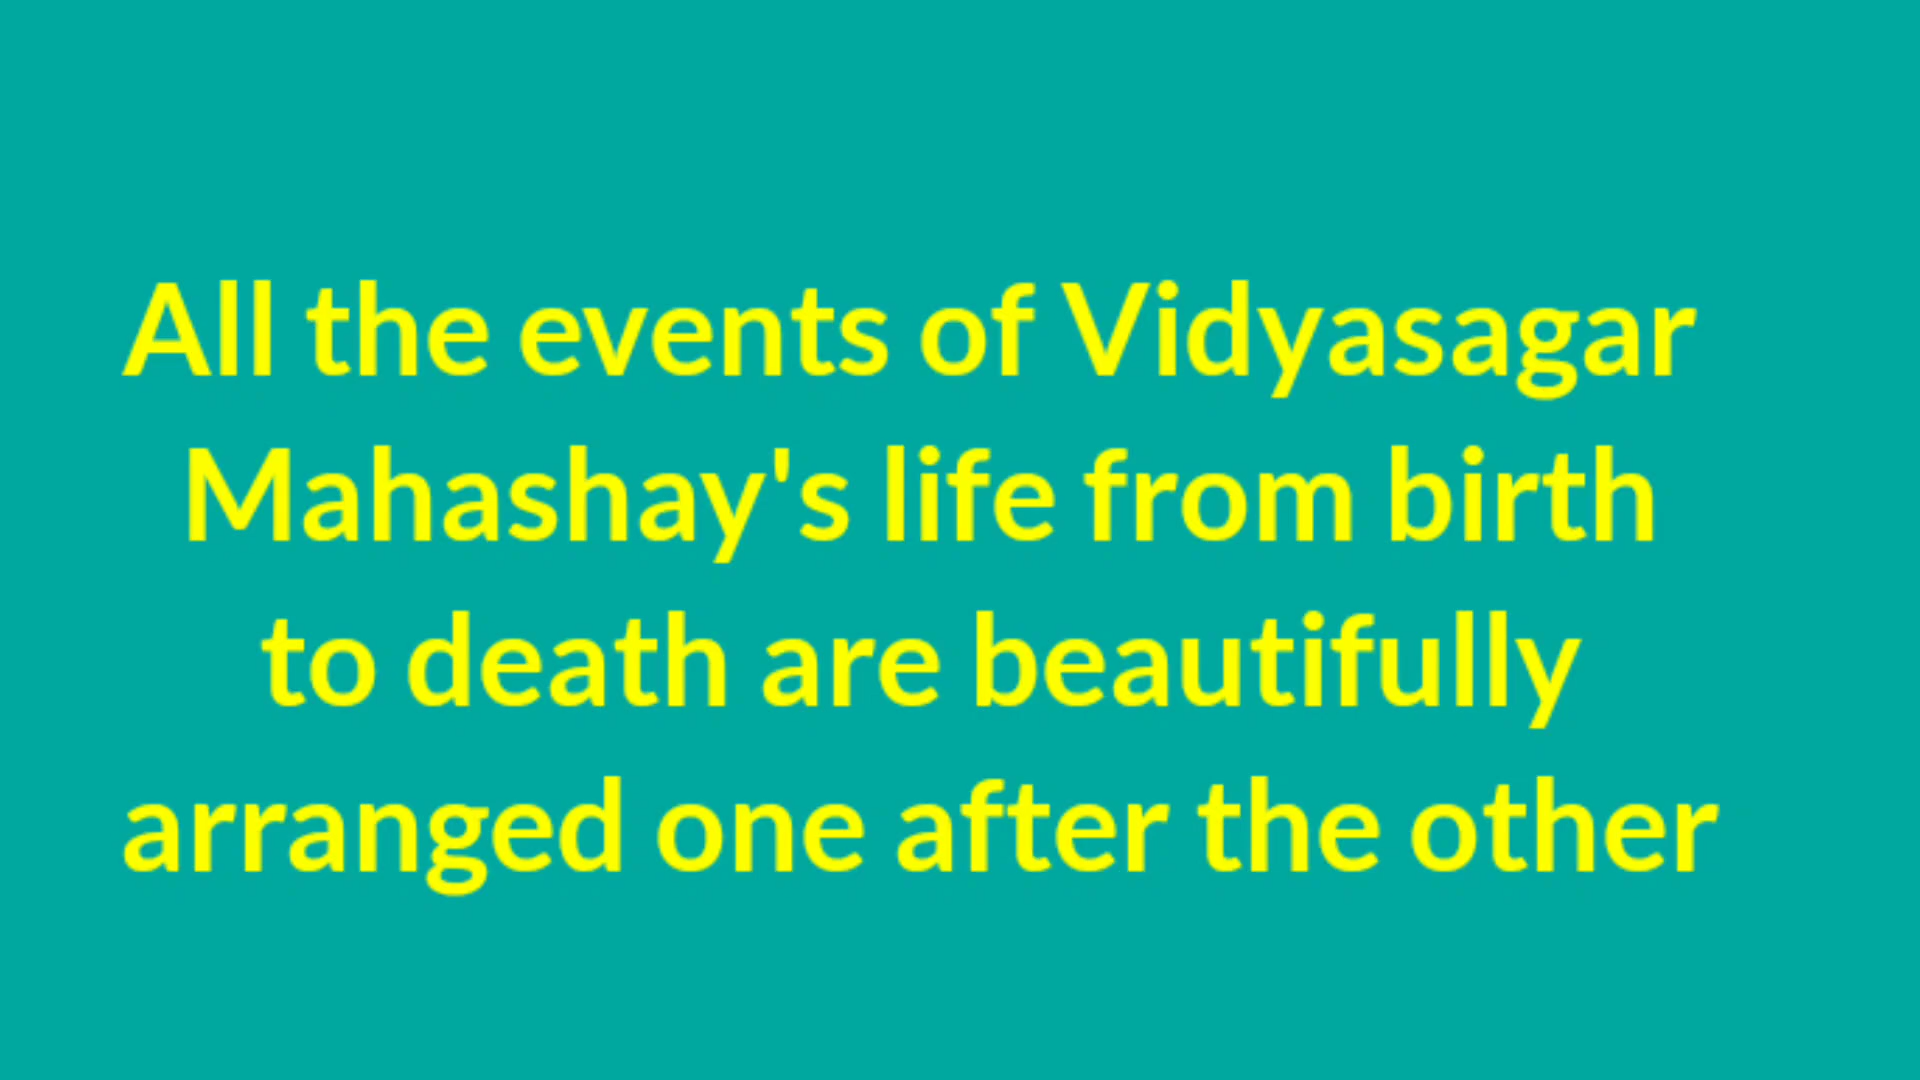 All the events of Vidyasagar
Mahashay's life from birth
to death are beautifully
arranged one after the other